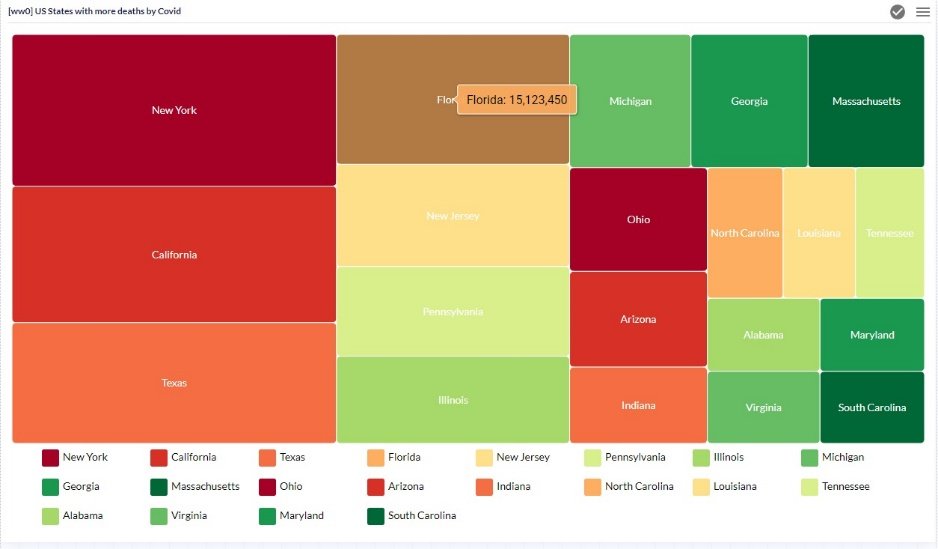 [ww0] US States with more deaths by Covid
New York
Flor
Florida: 15,123,450
Michigan
Georgia
Massachusetts
New Jersey
Ohio
North Carolina
Louisiana
Tennessee
California
Pennsylvania
Arizona
Alabama
Maryland
Texas
Illinols
Indiana
Virginia
South Carolina
New York California Texas Florida New Jersey Pennsylvania Illinois Michigan
Georgia Massachusetts Ohio Arizona Indiana North Carolina Louisiana Tennessee
Alabama Virginia Maryland South Carolina